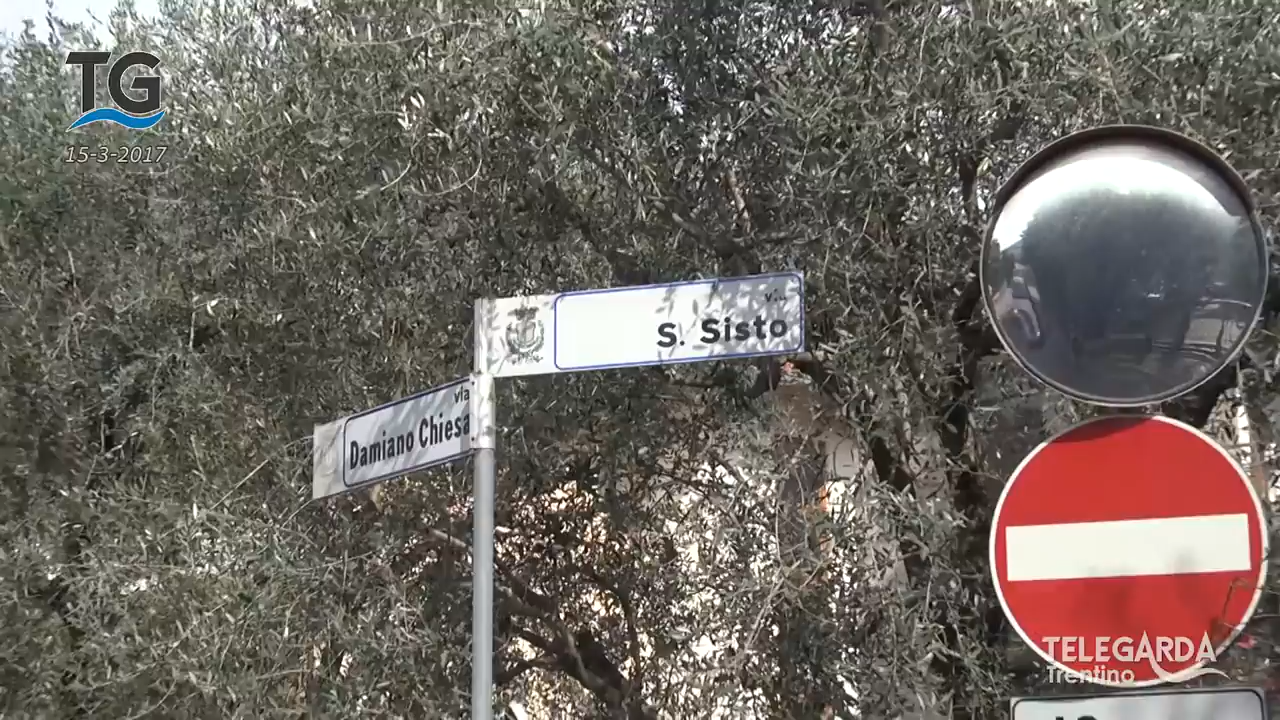 TG
15-3-2017
via
S. Sisto
via
Damiano Chiesa
TELEGARDA
Trentino